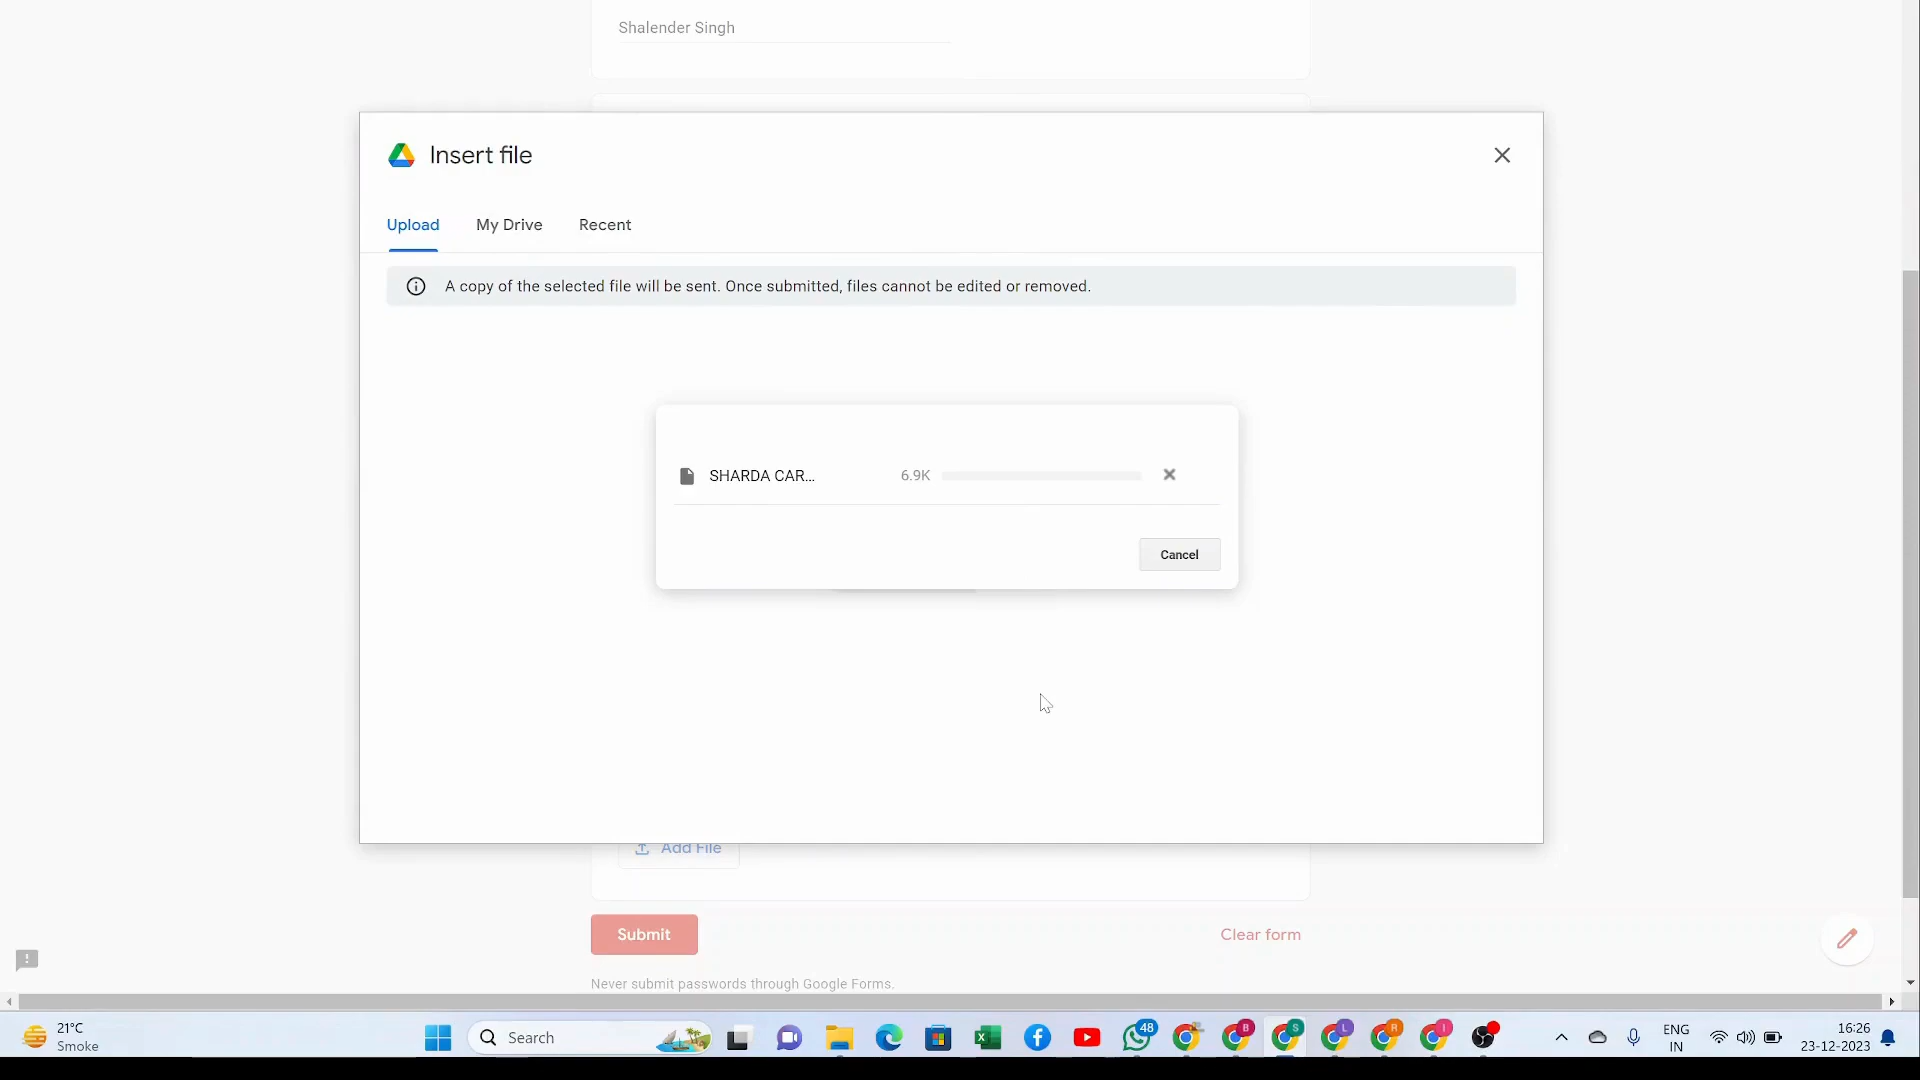 Shalender Singh
Insert file
Upload My Drive Recent
A copy of the selected file will be sent. Once submitted, files cannot be edited or removed.
SHARDA CAR... 6.9K
Cancel
Add File
Submit Clear form
Never submit passwords through Google Forms.
21°C
Smoke
Search
48
B
S
L
R
I
ENG
IN
16:26
23-12-2023